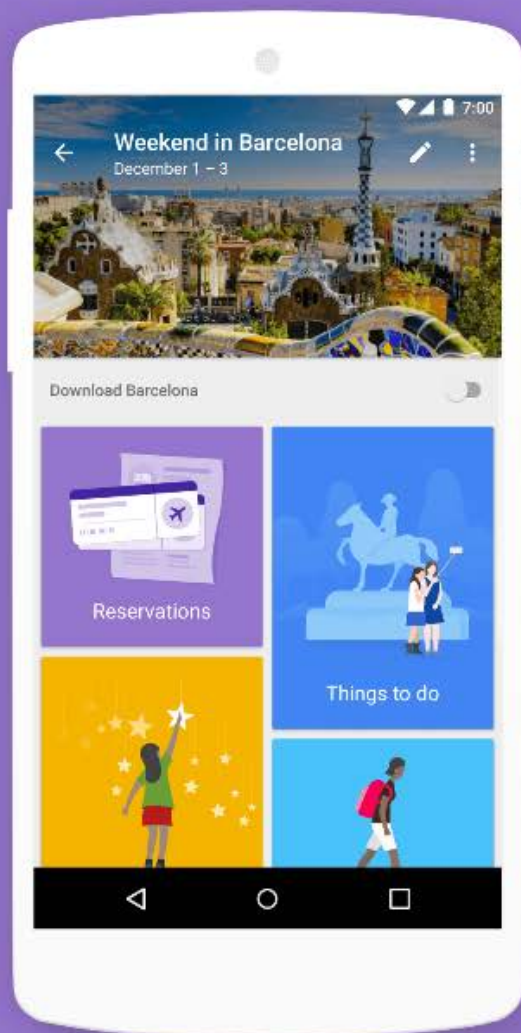 7:00
Weekend in Barcelona
December 1 – 3
Download Barcelona
Reservations
Things to do